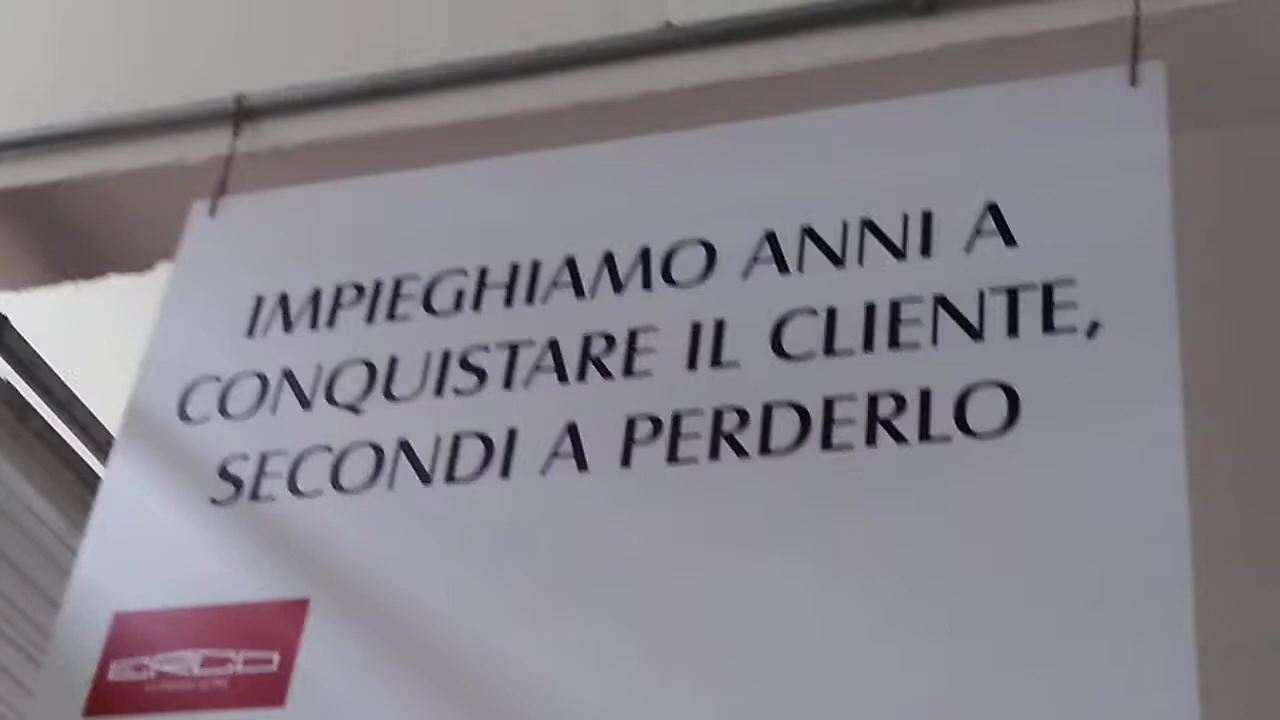 IMPIEGHIAMO ANNI A
CONQUISTARE IL CLIENTE,
SECONDI A PERDERLO